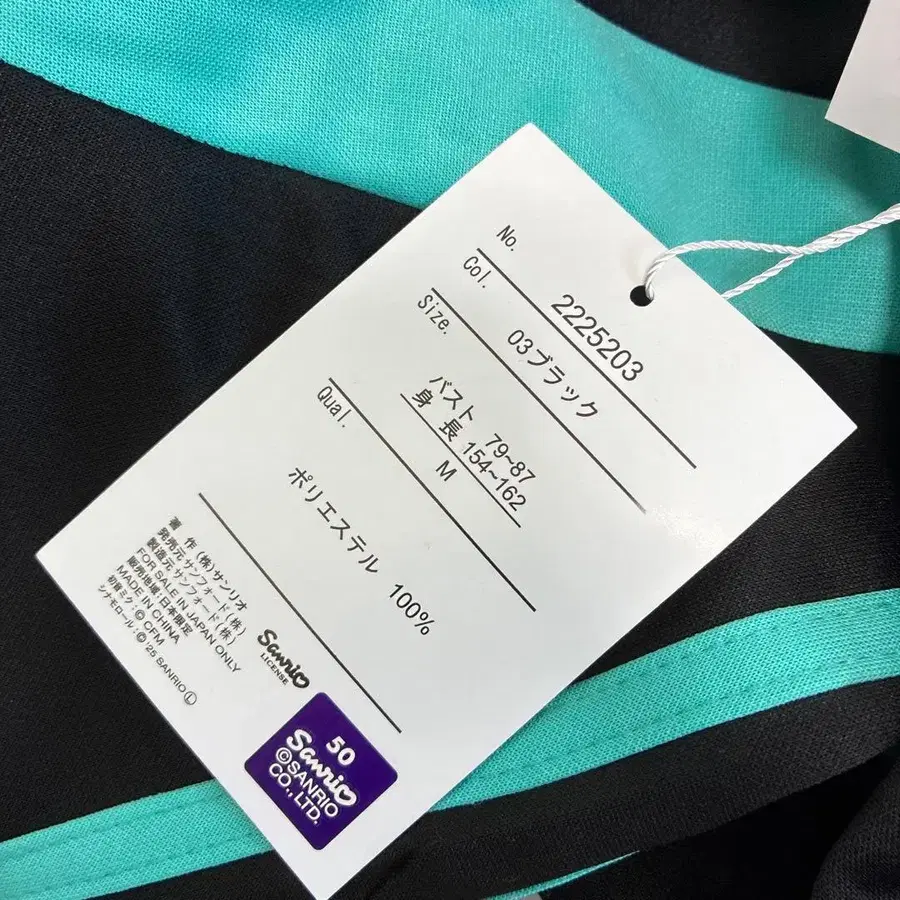 No.
2225203
Col.
03ブラック
Size.
バスト 79~87
身 長 154~162
M
Qual.
ポリエステル 100%
著 作 (株)サンリオ
発売元 サンフォード(株)
製造元 サンフォード(株)
FOR SALE IN JAPAN ONLY
販売地域:日本限定
MADE IN CHINA
初音ミク:© CFM
シナモロール:© '25 SANRIO Ⓛ
Sanrio
LICENSE
50
Sanrio
©SANRIO
CO.,LTD.